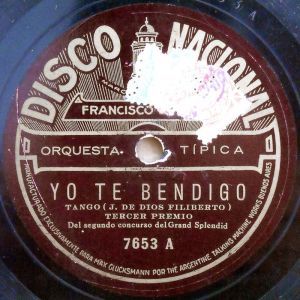 DISCO NACIONAL
FRANCISCO
ORQUESTA TÍPICA
YO TE BENDIGO
TANGO ( J. DE DIOS FILIBERTO )
TERCER PREMIO
Del segundo concurso del Grand Splendid
7653 A
MANUFACTURADO EXCLUSIVAMENTE PARA MAX GLÜCKSMANN POR THE ARGENTINE TALKING MACHINE WORKS BUENOS AIRES